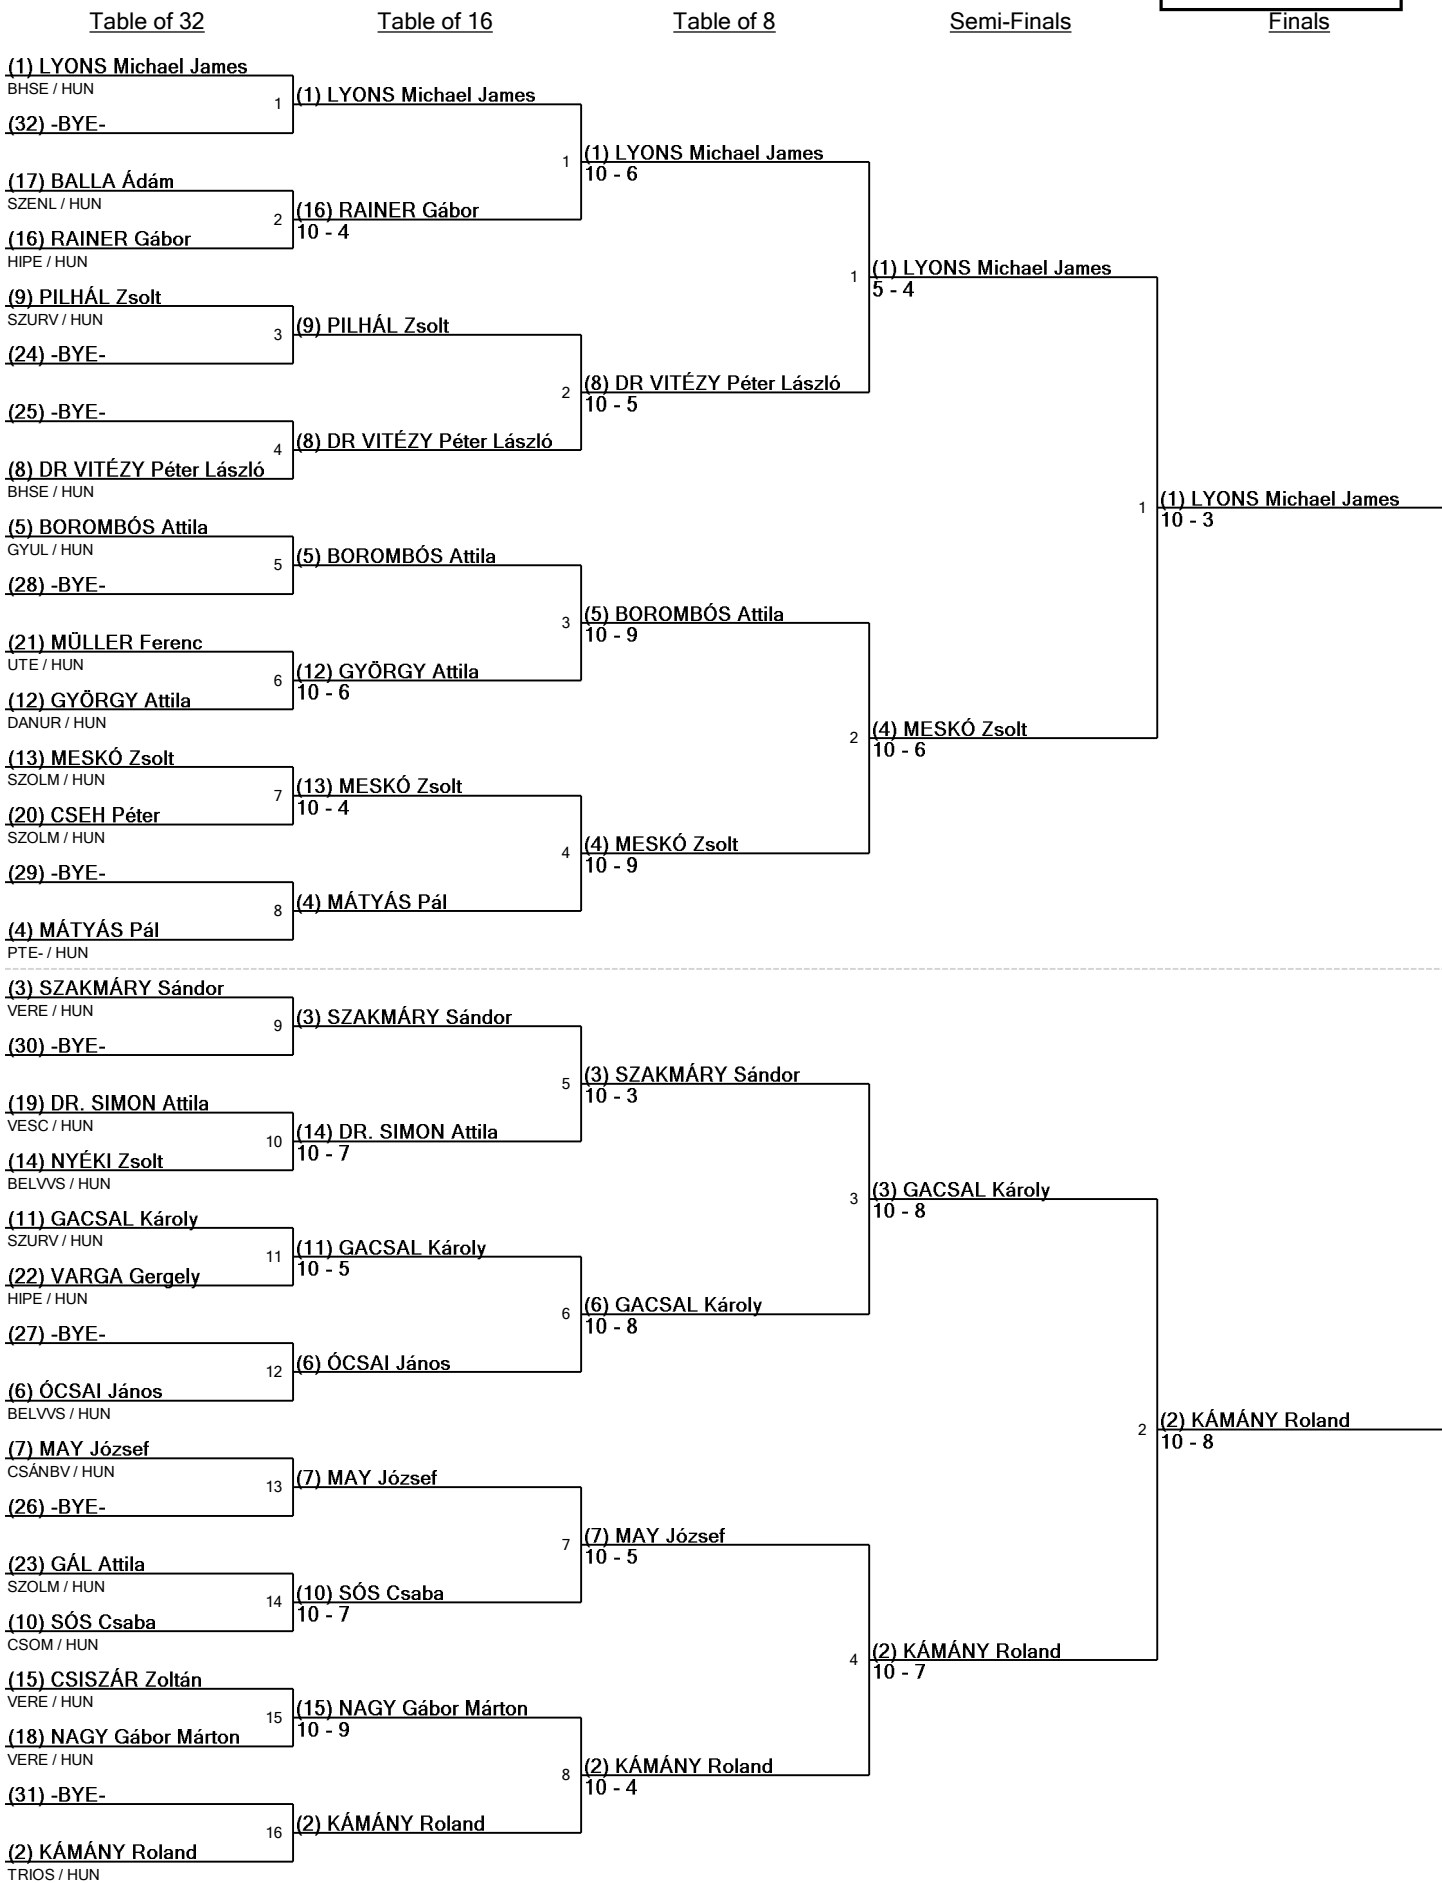 Table of 32
Table of 16
Table of 8
Semi-Finals
Finals
(1) LYONS Michael James
BHSE / HUN
(32) -BYE-
(17) BALLA Ádám
SZENL / HUN
(16) RAINER Gábor
HIPE / HUN
(9) PILHÁL Zsolt
SZURV / HUN
(24) -BYE-
(25) -BYE-
(8) DR VITÉZY Péter László
BHSE / HUN
(5) BOROMBÓS Attila
GYUL / HUN
(28) -BYE-
(21) MÜLLER Ferenc
UTE / HUN
(12) GYÖRGY Attila
DANUR / HUN
(13) MESKÓ Zsolt
SZOLM / HUN
(20) CSEH Péter
SZOLM / HUN
(29) -BYE-
(4) MÁTYÁS Pál
PTE- / HUN
(3) SZAKMÁRY Sándor
VERE / HUN
(30) -BYE-
(19) DR. SIMON Attila
VESC / HUN
(14) NYÉKI Zsolt
BELVVS / HUN
(11) GACSAL Károly
SZURV / HUN
(22) VARGA Gergely
HIPE / HUN
(27) -BYE-
(6) ÓCSAI János
BELVVS / HUN
(7) MAY József
CSÁNBV / HUN
(26) -BYE-
(23) GÁL Attila
SZOLM / HUN
(10) SÓS Csaba
CSOM / HUN
(15) CSISZÁR Zoltán
VERE / HUN
(18) NAGY Gábor Márton
VERE / HUN
(31) -BYE-
(2) KÁMÁNY Roland
TRIOS / HUN
1
(1) LYONS Michael James
2
(16) RAINER Gábor
10 - 4
3
(9) PILHÁL Zsolt
4
(8) DR VITÉZY Péter László
5
(5) BOROMBÓS Attila
6
(12) GYÖRGY Attila
10 - 6
7
(13) MESKÓ Zsolt
10 - 4
8
(4) MÁTYÁS Pál
9
(3) SZAKMÁRY Sándor
10
(14) DR. SIMON Attila
10 - 7
11
(11) GACSAL Károly
10 - 5
12
(6) ÓCSAI János
13
(7) MAY József
14
(10) SÓS Csaba
10 - 7
15
(15) NAGY Gábor Márton
10 - 9
16
(2) KÁMÁNY Roland
1
(1) LYONS Michael James
10 - 6
2
(8) DR VITÉZY Péter László
10 - 5
3
(5) BOROMBÓS Attila
10 - 9
4
(4) MESKÓ Zsolt
10 - 9
5
(3) SZAKMÁRY Sándor
10 - 3
6
(6) GACSAL Károly
10 - 8
7
(7) MAY József
10 - 5
8
(2) KÁMÁNY Roland
10 - 4
1
(1) LYONS Michael James
5 - 4
2
(4) MESKÓ Zsolt
10 - 6
3
(3) GACSAL Károly
10 - 8
4
(2) KÁMÁNY Roland
10 - 7
1
(1) LYONS Michael James
10 - 3
2
(2) KÁMÁNY Roland
10 - 8